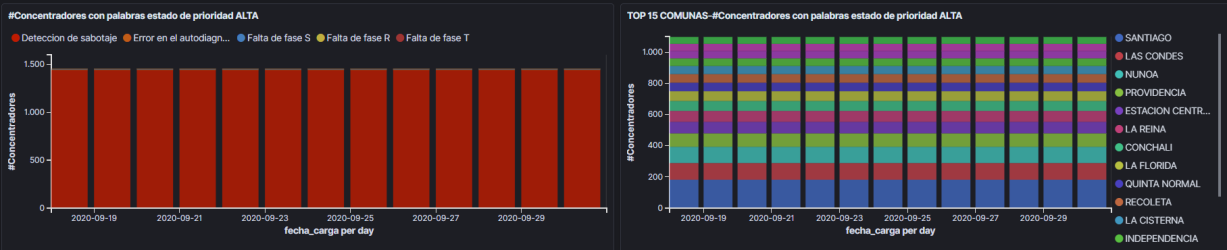 #Concentradores con palabras estado de prioridad ALTA
Deteccion de sabotaje Error en el autodiagn... Falta de fase S Falta de fase R Falta de fase T
1.500
1.000
500
0
#Concentradores
2020-09-19 2020-09-21 2020-09-23 2020-09-25 2020-09-27 2020-09-29
fecha_carga per day
TOP 15 COMUNAS-#Concentradores con palabras estado de prioridad ALTA
1.000
800
600
400
200
0
#Concentradores
2020-09-19 2020-09-21 2020-09-23 2020-09-25 2020-09-27 2020-09-29
fecha_carga per day
SANTIAGO
LAS CONDES
NUNOA
PROVIDENCIA
ESTACION CENTR...
LA REINA
CONCHALI
LA FLORIDA
QUINTA NORMAL
RECOLETA
LA CISTERNA
INDEPENDENCIA